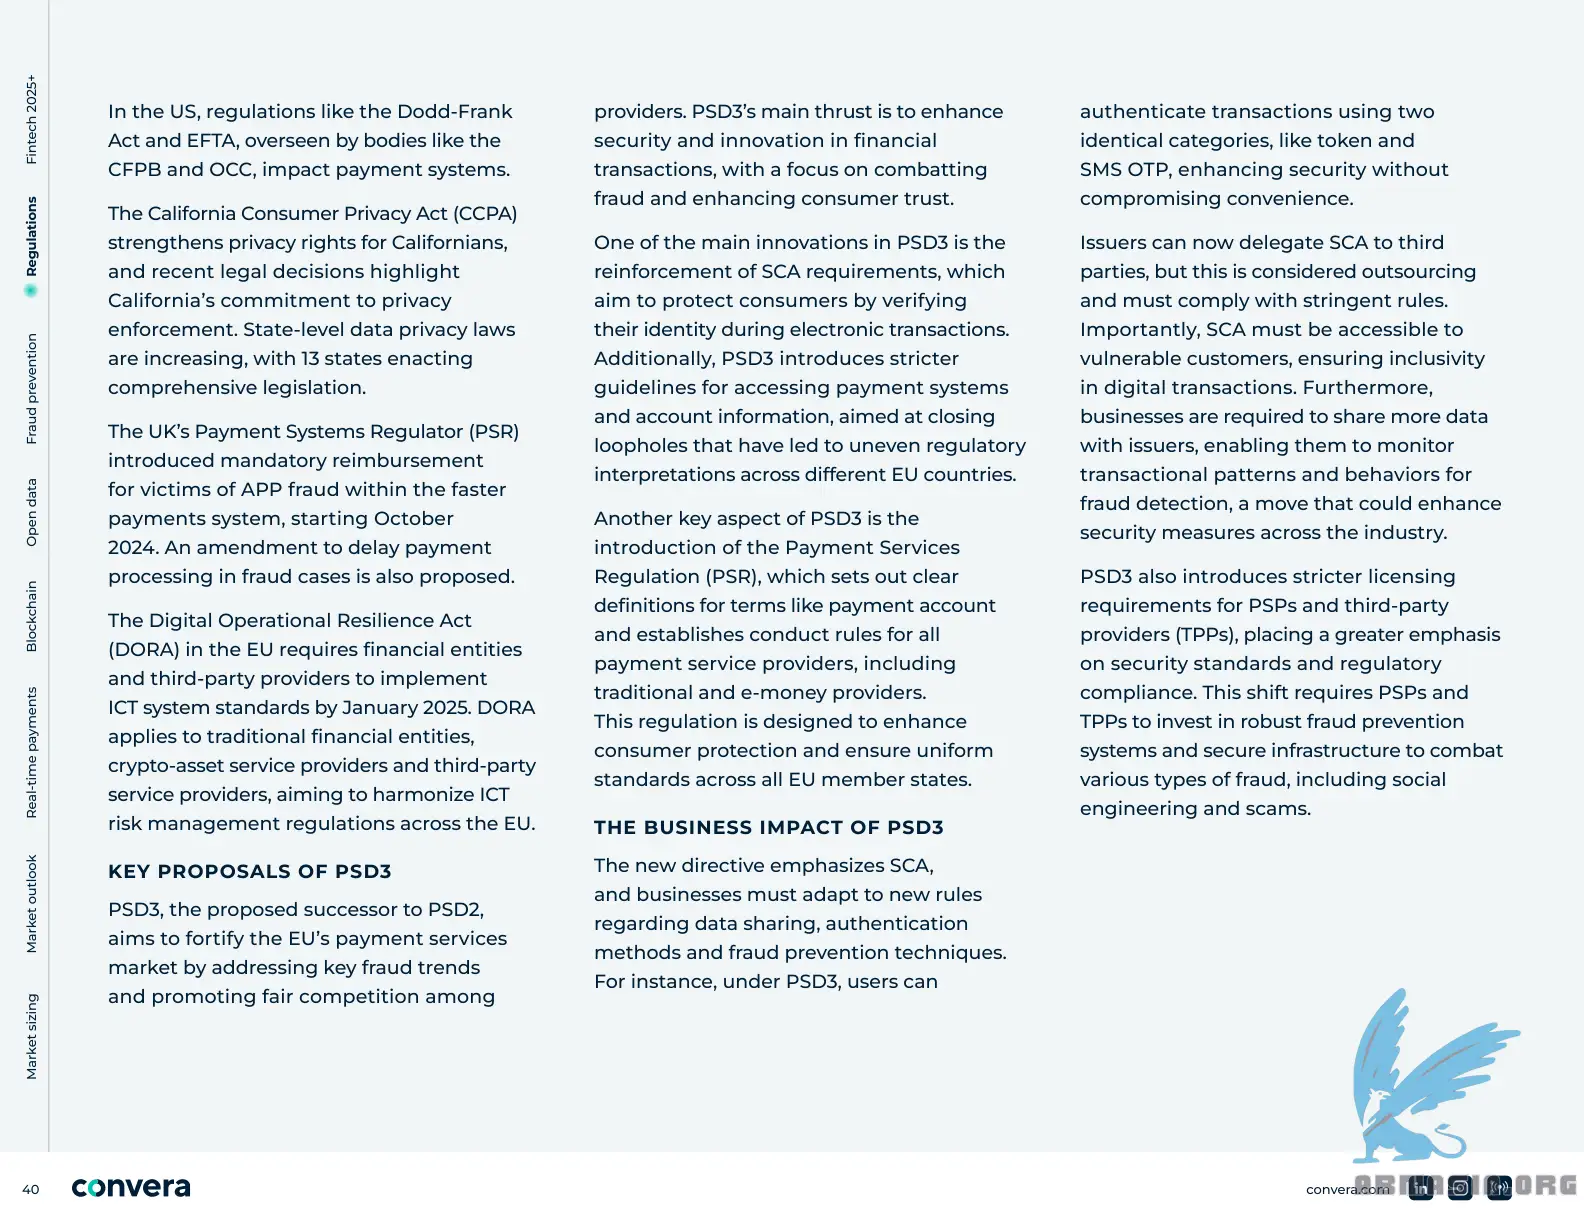 Fintech 2025+
Regulations
Fraud prevention
Open data
Blockchain
Real-time payments
Market outlook
Market sizing
In the US, regulations like the Dodd-Frank
Act and EFTA, overseen by bodies like the
CFPB and OCC, impact payment systems.
The California Consumer Privacy Act (CCPA)
strengthens privacy rights for Californians,
and recent legal decisions highlight
California’s commitment to privacy
enforcement. State-level data privacy laws
are increasing, with 13 states enacting
comprehensive legislation.
The UK’s Payment Systems Regulator (PSR)
introduced mandatory reimbursement
for victims of APP fraud within the faster
payments system, starting October
2024. An amendment to delay payment
processing in fraud cases is also proposed.
The Digital Operational Resilience Act
(DORA) in the EU requires financial entities
and third-party providers to implement
ICT system standards by January 2025. DORA
applies to traditional financial entities,
crypto-asset service providers and third-party
service providers, aiming to harmonize ICT
risk management regulations across the EU.
KEY PROPOSALS OF PSD3
PSD3, the proposed successor to PSD2,
aims to fortify the EU’s payment services
market by addressing key fraud trends
and promoting fair competition among
providers. PSD3’s main thrust is to enhance
security and innovation in financial
transactions, with a focus on combatting
fraud and enhancing consumer trust.
One of the main innovations in PSD3 is the
reinforcement of SCA requirements, which
aim to protect consumers by verifying
their identity during electronic transactions.
Additionally, PSD3 introduces stricter
guidelines for accessing payment systems
and account information, aimed at closing
loopholes that have led to uneven regulatory
interpretations across different EU countries.
Another key aspect of PSD3 is the
introduction of the Payment Services
Regulation (PSR), which sets out clear
definitions for terms like payment account
and establishes conduct rules for all
payment service providers, including
traditional and e-money providers.
This regulation is designed to enhance
consumer protection and ensure uniform
standards across all EU member states.
THE BUSINESS IMPACT OF PSD3
The new directive emphasizes SCA,
and businesses must adapt to new rules
regarding data sharing, authentication
methods and fraud prevention techniques.
For instance, under PSD3, users can
authenticate transactions using two
identical categories, like token and
SMS OTP, enhancing security without
compromising convenience.
Issuers can now delegate SCA to third
parties, but this is considered outsourcing
and must comply with stringent rules.
Importantly, SCA must be accessible to
vulnerable customers, ensuring inclusivity
in digital transactions. Furthermore,
businesses are required to share more data
with issuers, enabling them to monitor
transactional patterns and behaviors for
fraud detection, a move that could enhance
security measures across the industry.
PSD3 also introduces stricter licensing
requirements for PSPs and third-party
providers (TPPs), placing a greater emphasis
on security standards and regulatory
compliance. This shift requires PSPs and
TPPs to invest in robust fraud prevention
systems and secure infrastructure to combat
various types of fraud, including social
engineering and scams.
40
convera
convera.com